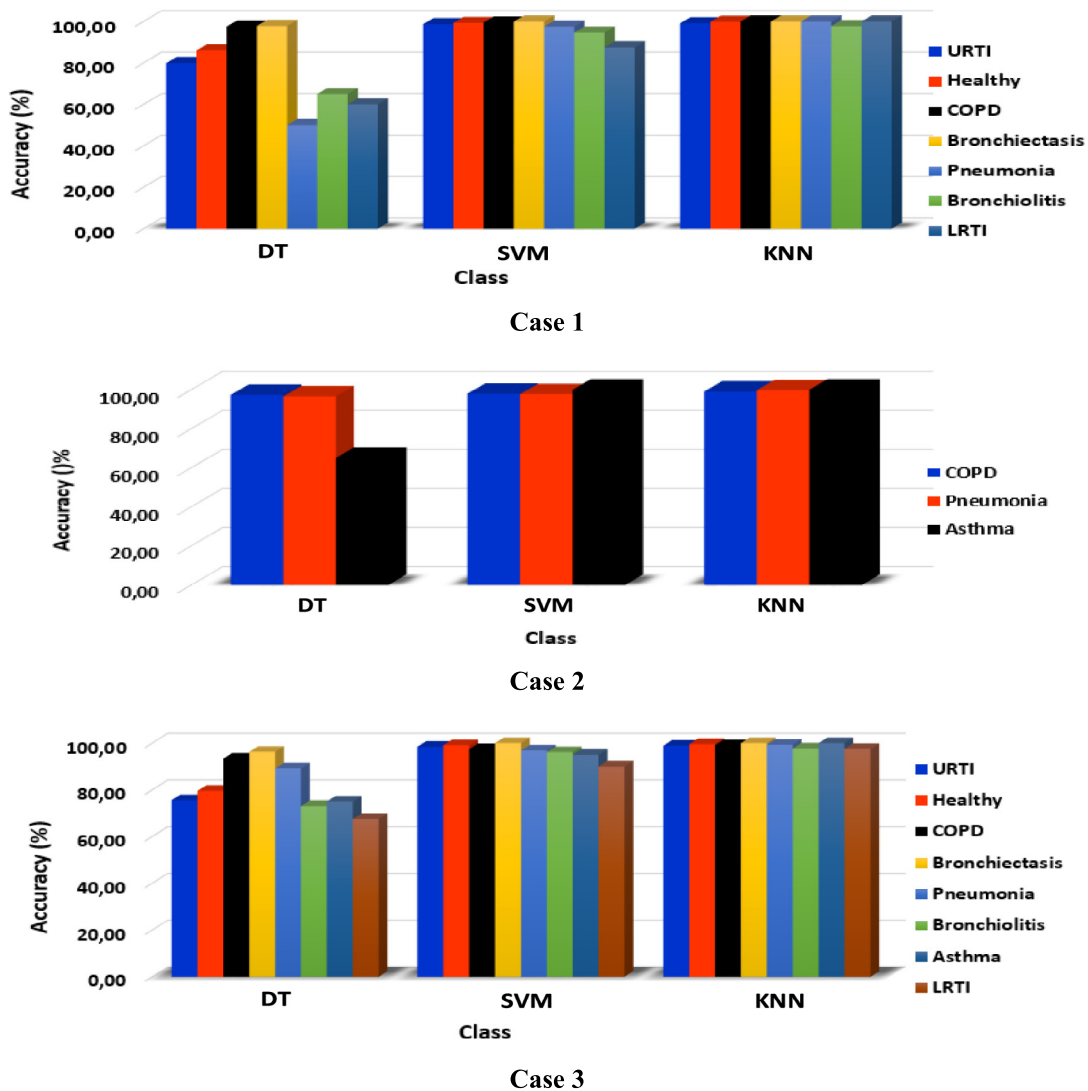 100,00
80,00
60,00
40,00
20,00
0,00
Accuracy (%)
DT
SVM
KNN
Class
URTI
Healthy
COPD
Bronchiectasis
Pneumonia
Bronchiolitis
LRTI
Case 1
100,00
80,00
60,00
40,00
20,00
0,00
Accuracy ()%
DT
SVM
KNN
Class
COPD
Pneumonia
Asthma
Case 2
100,00
80,00
60,00
40,00
20,00
0,00
Accuracy (%)
DT
SVM
KNN
Class
URTI
Healthy
COPD
Bronchiectasis
Pneumonia
Bronchiolitis
Asthma
LRTI
Case 3